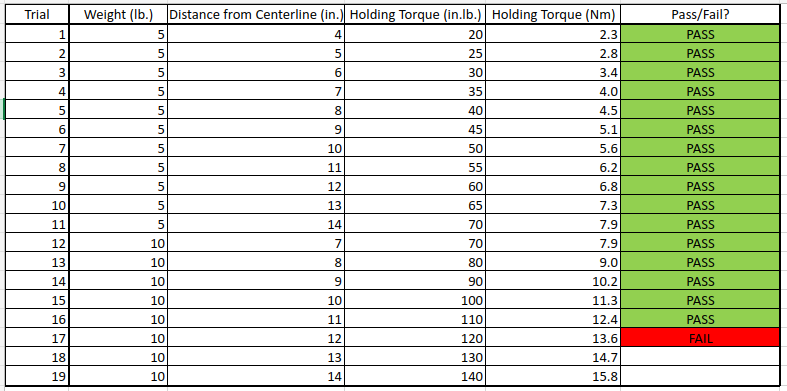 Trial Weight (lb.) Distance from Centerline (in.) Holding Torque (in.lb.) Holding Torque (Nm) Pass/Fail?
1 5 4 20 2.3 PASS
2 5 5 25 2.8 PASS
3 5 6 30 3.4 PASS
4 5 7 35 4.0 PASS
5 5 8 40 4.5 PASS
6 5 9 45 5.1 PASS
7 5 10 50 5.6 PASS
8 5 11 55 6.2 PASS
9 5 12 60 6.8 PASS
10 5 13 65 7.3 PASS
11 5 14 70 7.9 PASS
12 10 7 70 7.9 PASS
13 10 8 80 9.0 PASS
14 10 9 90 10.2 PASS
15 10 10 100 11.3 PASS
16 10 11 110 12.4 PASS
17 10 12 120 13.6 FAIL
18 10 13 130 14.7
19 10 14 140 15.8